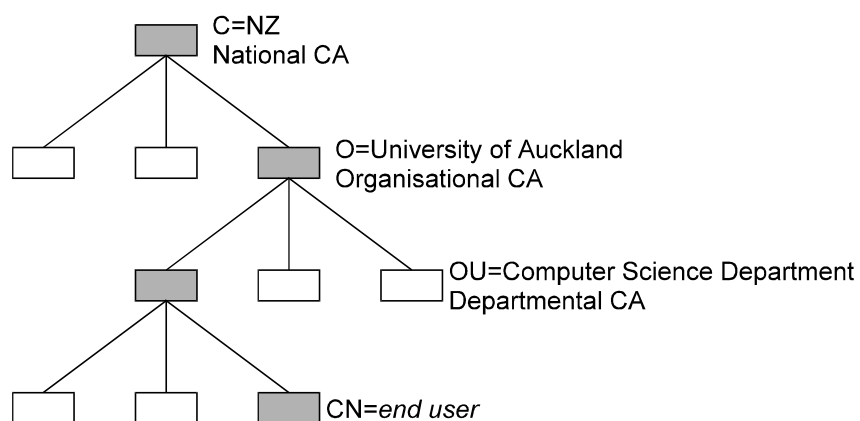 C=NZ
National CA
O=University of Auckland
Organisational CA
OU=Computer Science Department
Departmental CA
CN=end user